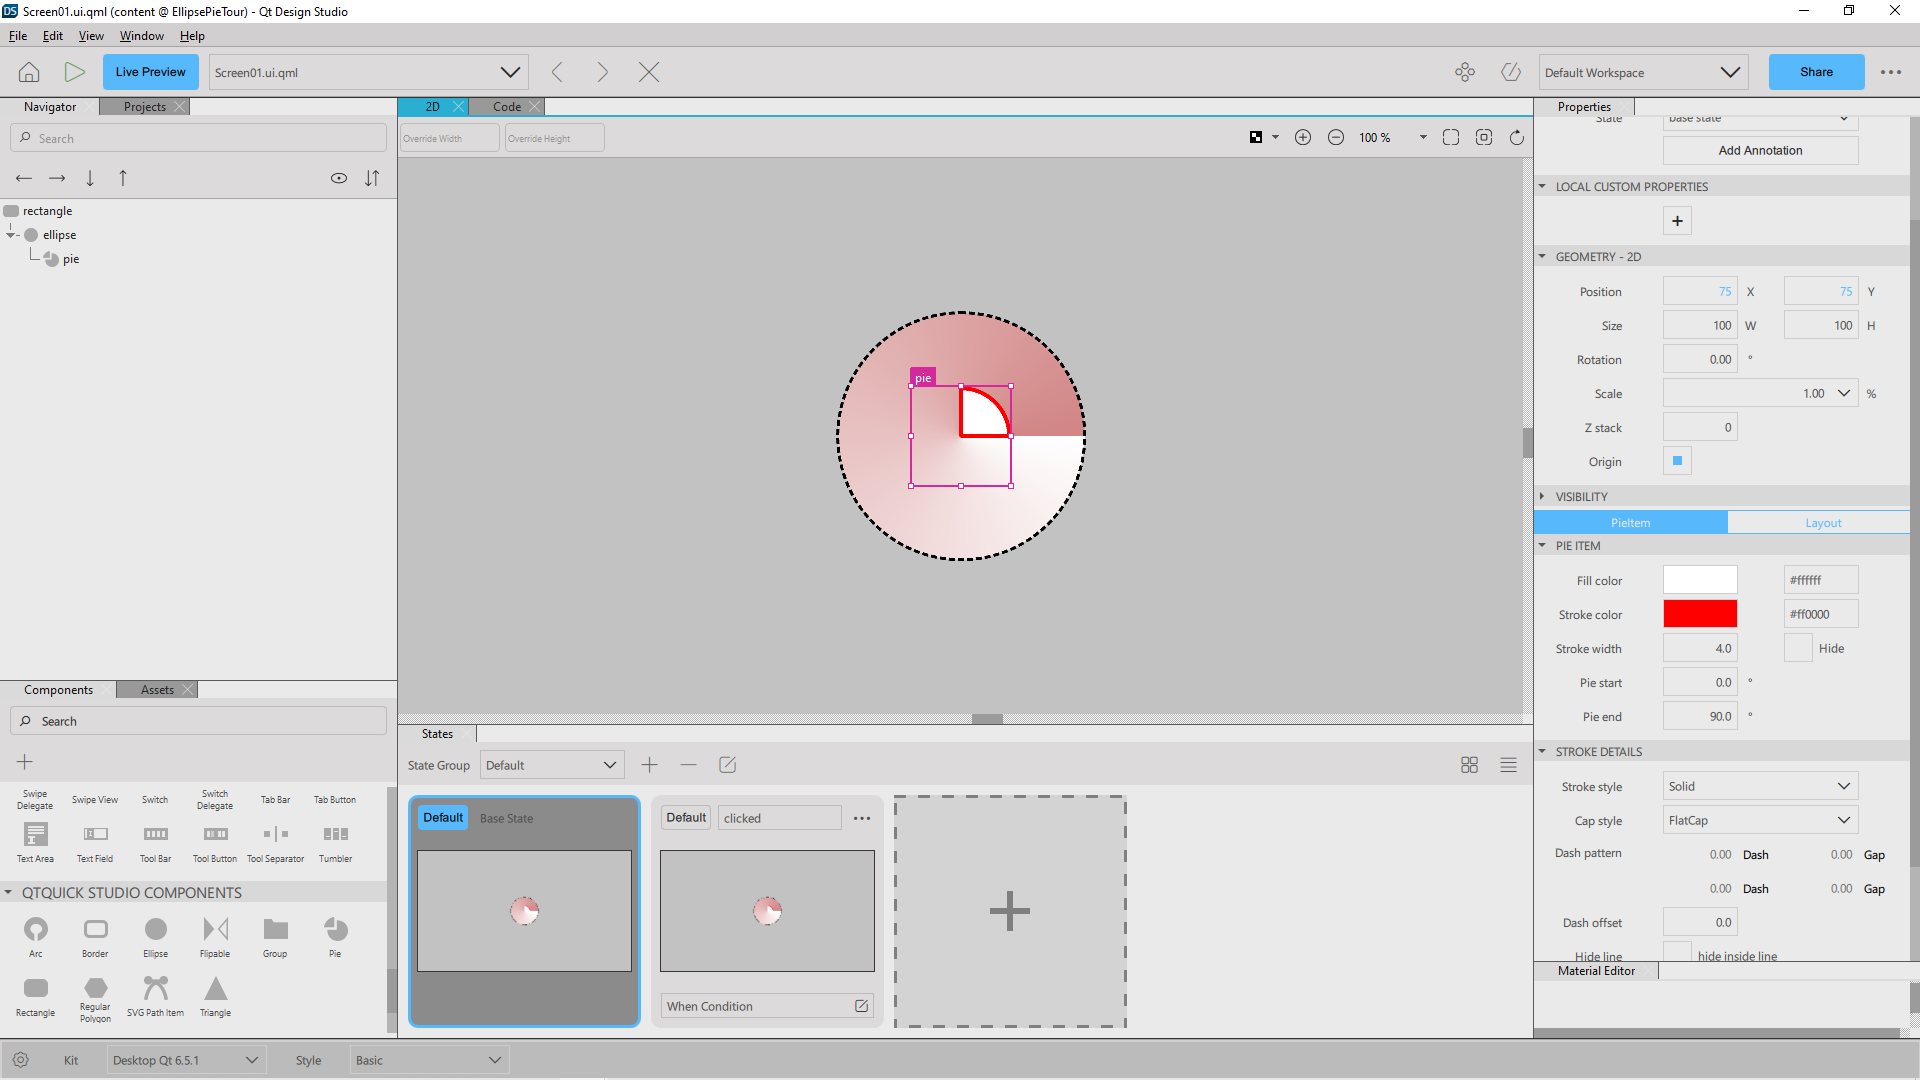 Screen01.ui.qml (content @ EllipsePieTour) - Qt Design Studio
File Edit View Window Help
Live Preview Screen01.ui.qml Default Workspace Share
Navigator Projects 2D Code Properties
Search Override Width Override Height 100 % State base state
Add Annotation
LOCAL CUSTOM PROPERTIES
rectangle
ellipse
pie
GEOMETRY - 2D
Position 75 X 75 Y
Size 100 W 100 H
Rotation 0.00 °
pie
Scale 1.00 %
Z stack 0
Origin
VISIBILITY
PieItem Layout
PIE ITEM
Fill color #ffffff
Stroke color #ff0000
Stroke width 4.0 Hide
Pie start 0.0 °
Pie end 90.0 °
STROKE DETAILS
Stroke style Solid
Cap style FlatCap
Dash pattern 0.00 Dash 0.00 Gap
0.00 Dash 0.00 Gap
Dash offset 0.0
Hide line hide inside line
Material Editor
Components Assets
Search
Swipe Delegate Swipe View Switch Switch Delegate Tab Bar Tab Button
Text Area Text Field Tool Bar Tool Button Tool Separator Tumbler
QTQUICK STUDIO COMPONENTS
Arc Border Ellipse Flipable Group Pie
Rectangle Regular Polygon SVG Path Item Triangle
States
State Group Default
Default Base State Default clicked
When Condition
Kit Desktop Qt 6.5.1 Style Basic
DS